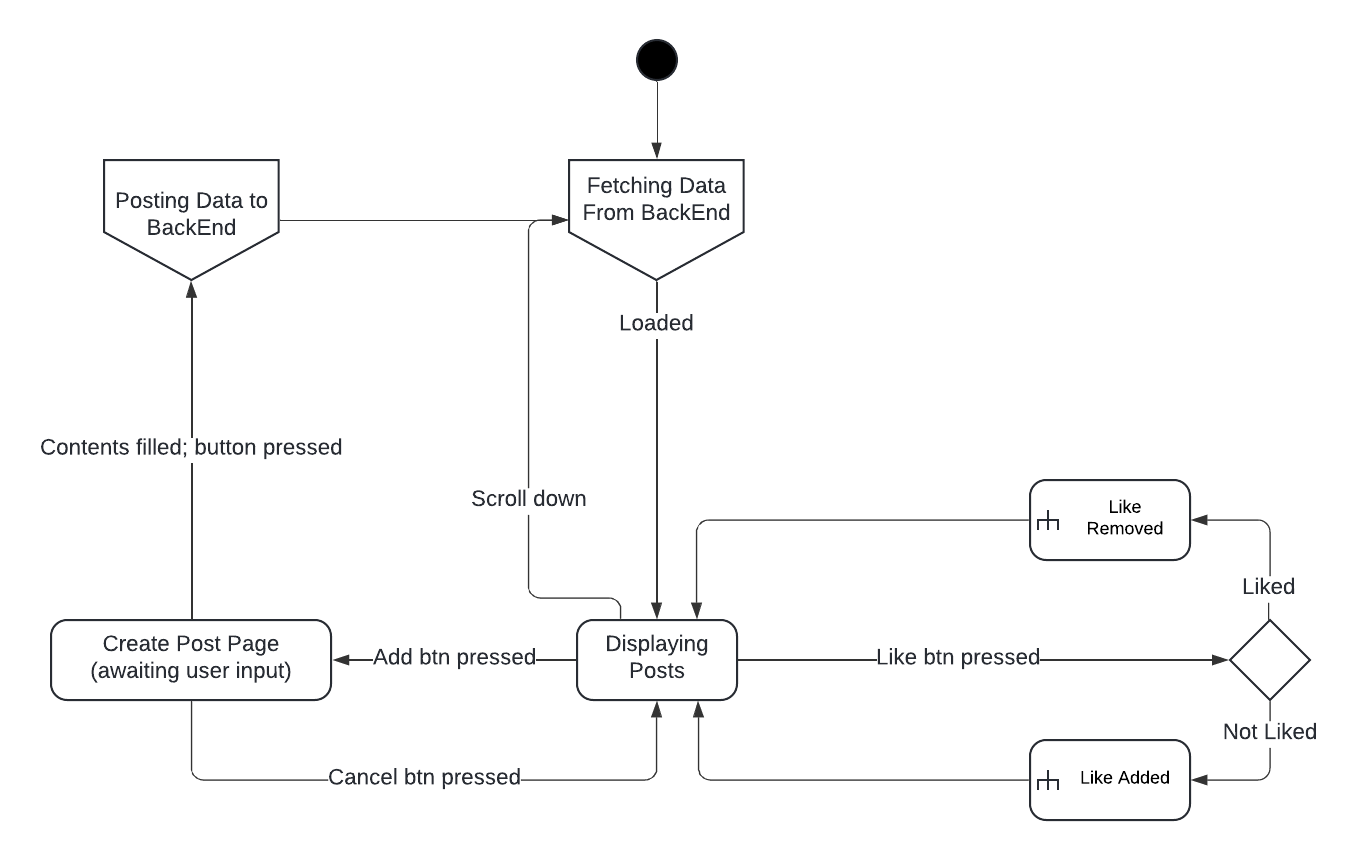 Posting Data to
BackEnd
Fetching Data
From BackEnd
Loaded
Contents filled; button pressed
Scroll down
Like
Removed
Liked
Create Post Page
(awaiting user input)
Add btn pressed
Displaying
Posts
Like btn pressed
Not Liked
Cancel btn pressed
Like Added